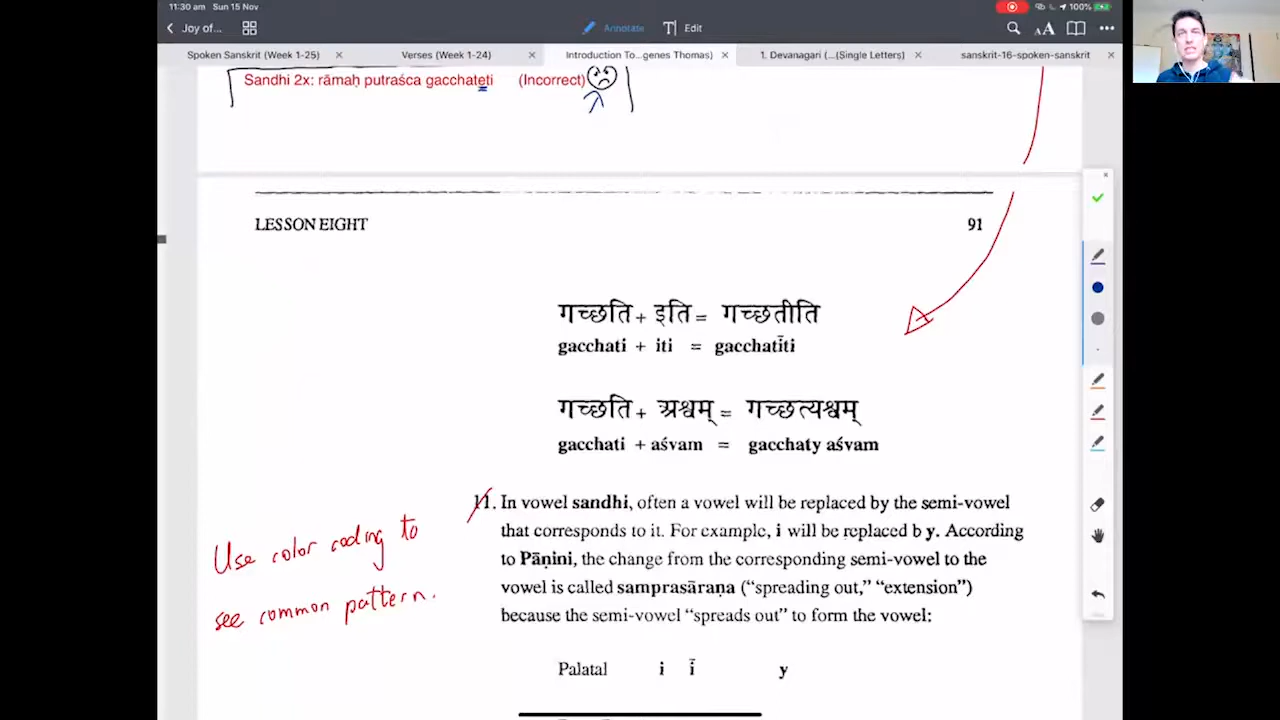 11:30 am Sun 15 Nov
100%
Joy of...
Annotate
Edit
AA
Spoken Sanskrit (Week 1-25)
Verses (Week 1-24)
Introduction To...genes Thomas)
1. Devanagari (...(Single Letters)
sanskrit-16-spoken-sanskrit
Sandhi 2x: rāmaḥ putraśca gacchateti (Incorrect)
LESSON EIGHT 91
गच्छति + इति = गच्छतीति
gacchati + iti = gacchatīti
गच्छति + अश्वम् = गच्छत्यश्वम्
gacchati + aśvam = gacchaty aśvam
11. In vowel sandhi, often a vowel will be replaced by the semi-vowel
that corresponds to it. For example, i will be replaced b y. According
to Pāṇini, the change from the corresponding semi-vowel to the
vowel is called samprasāraṇa (“spreading out,” “extension”)
because the semi-vowel “spreads out” to form the vowel:
Use color coding to
see common pattern.
Palatal i ī y